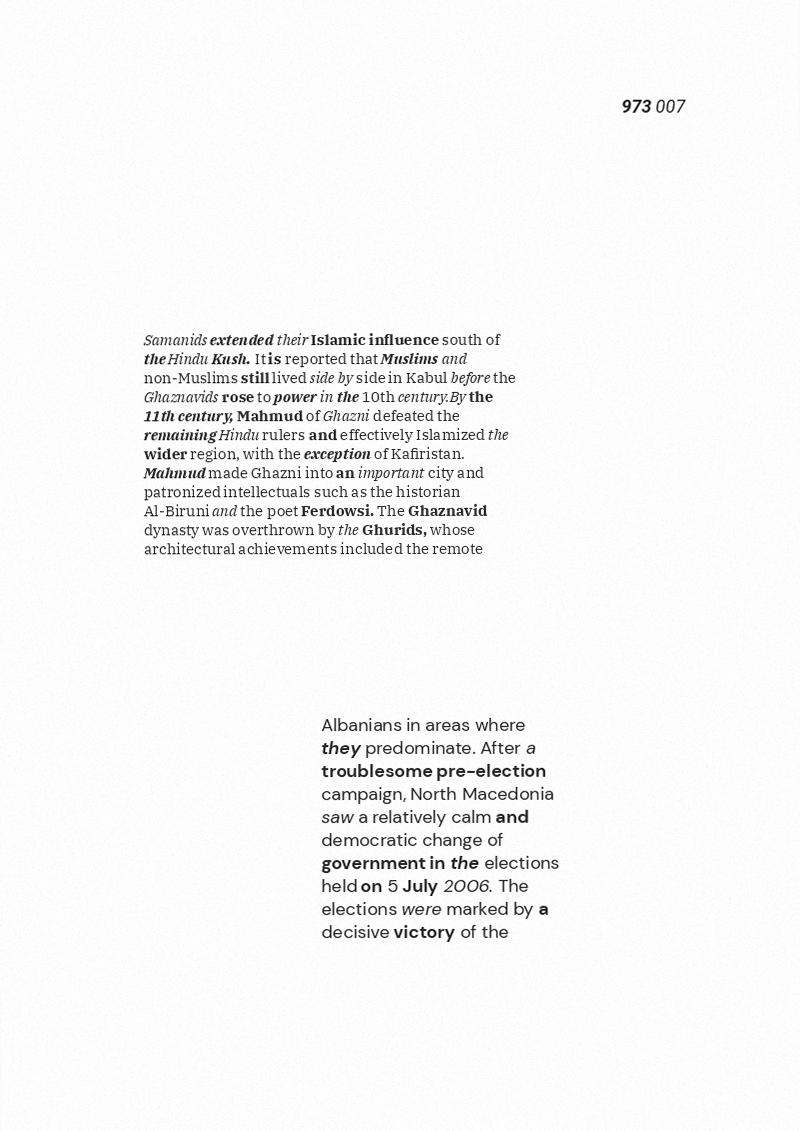 973 007
Samanids extended their Islamic influence south of
the Hindu Kush. It is reported that Muslims and
non-Muslims still lived side by side in Kabul before the
Ghaznavids rose to power in the 10th century. By the
11th century, Mahmud of Ghazni defeated the
remaining Hindu rulers and effectively Islamized the
wider region, with the exception of Kafiristan.
Mahmud made Ghazni into an important city and
patronized intellectuals such as the historian
Al-Biruni and the poet Ferdowsi. The Ghaznavid
dynasty was overthrown by the Ghurids, whose
architectural achievements included the remote
Albanians in areas where
they predominate. After a
troublesome pre-election
campaign, North Macedonia
saw a relatively calm and
democratic change of
government in the elections
held on 5 July 2006. The
elections were marked by a
decisive victory of the